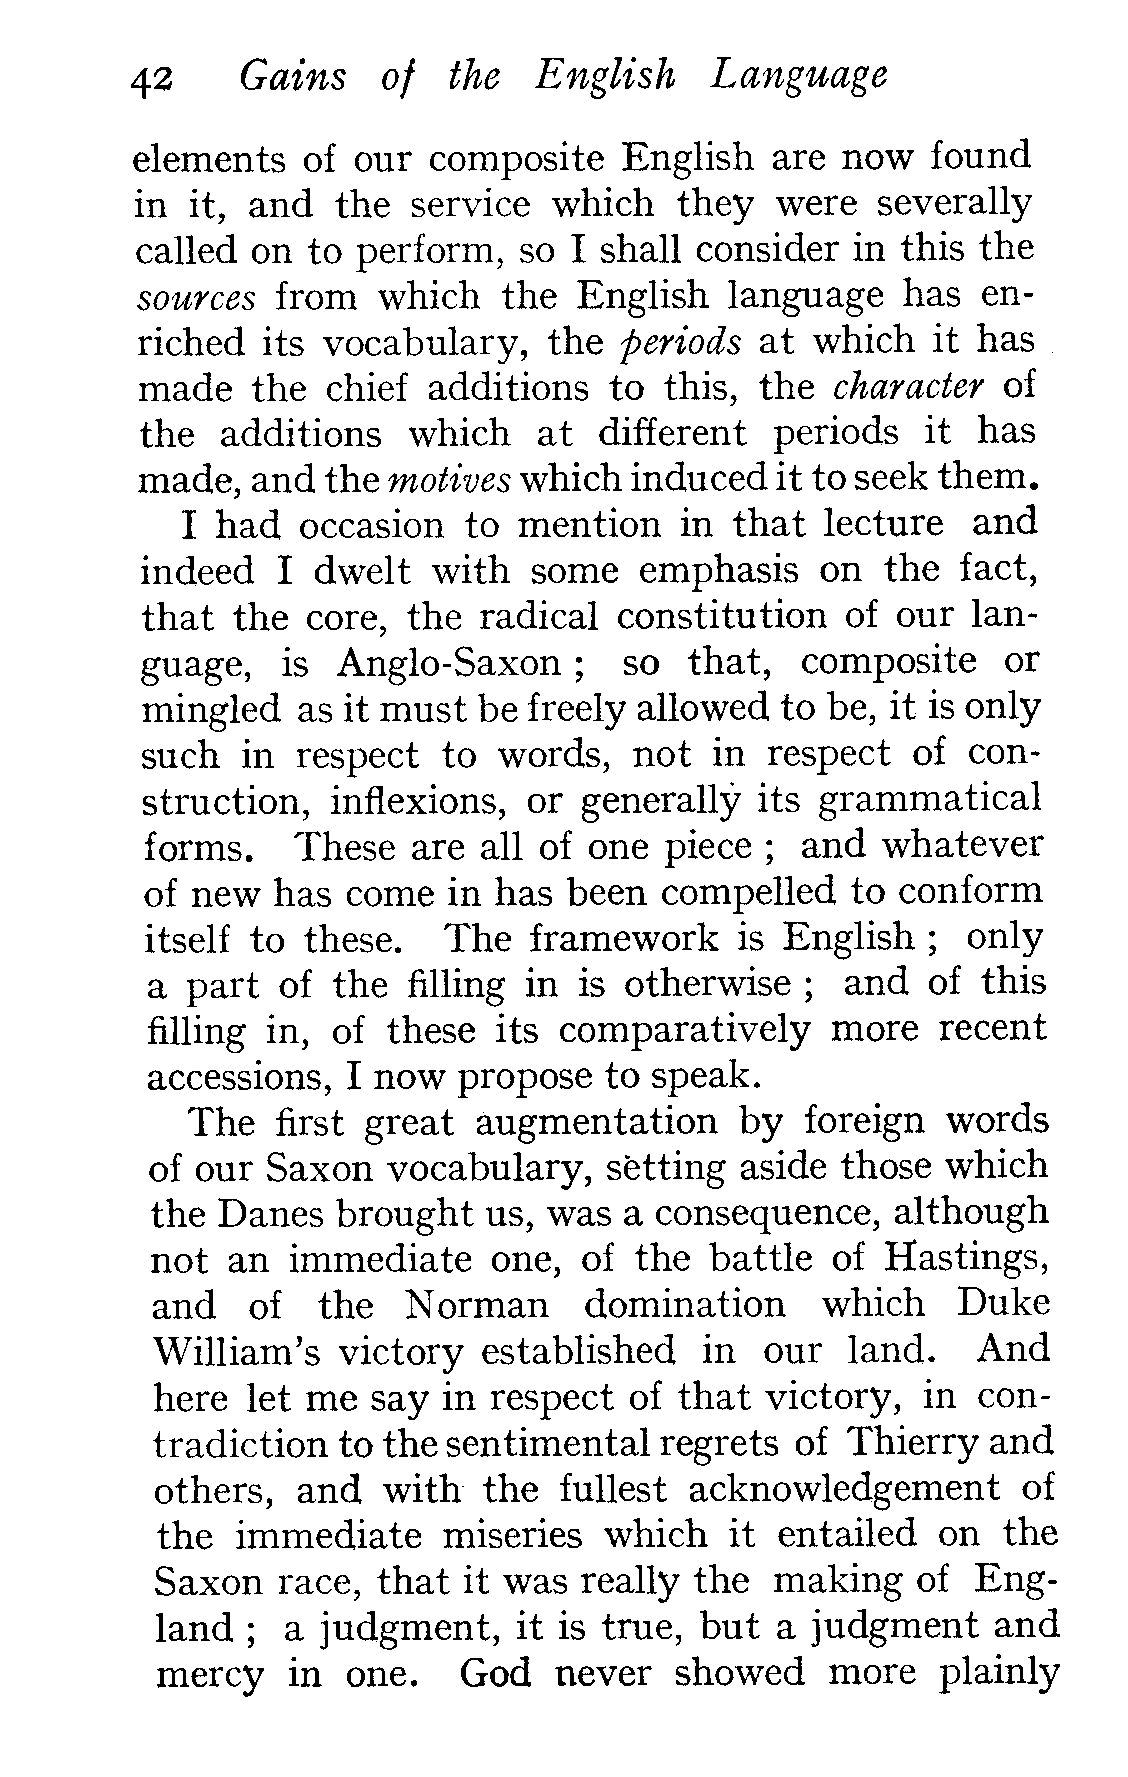 42 Gains of the English Language
elements of our composite English are now found
in it, and the service which they were severally
called on to perform, so I shall consider in this the
sources from which the English language has en-
riched its vocabulary, the periods at which it has
made the chief additions to this, the character of
the additions which at different periods it has
made, and the motives which induced it to seek them.
I had occasion to mention in that lecture and
indeed I dwelt with some emphasis on the fact,
that the core, the radical constitution of our lan-
guage, is Anglo-Saxon ; so that, composite or
mingled as it must be freely allowed to be, it is only
such in respect to words, not in respect of con-
struction, inflexions, or generally its grammatical
forms. These are all of one piece ; and whatever
of new has come in has been compelled to conform
itself to these. The framework is English ; only
a part of the filling in is otherwise ; and of this
filling in, of these its comparatively more recent
accessions, I now propose to speak.
The first great augmentation by foreign words
of our Saxon vocabulary, setting aside those which
the Danes brought us, was a consequence, although
not an immediate one, of the battle of Hastings,
and of the Norman domination which Duke
William's victory established in our land. And
here let me say in respect of that victory, in con-
tradiction to the sentimental regrets of Thierry and
others, and with the fullest acknowledgement of
the immediate miseries which it entailed on the
Saxon race, that it was really the making of Eng-
land ; a judgment, it is true, but a judgment and
mercy in one. God never showed more plainly